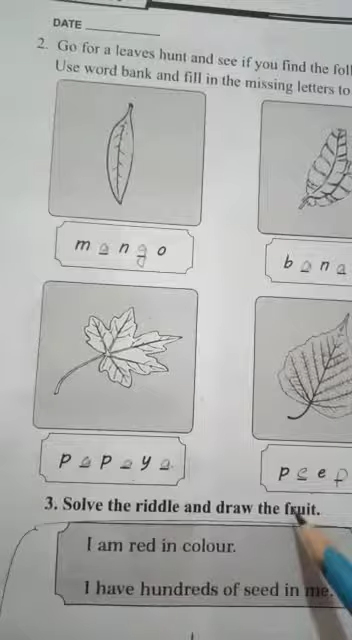 DATE
2. Go for a leaves hunt and see if you find the foll
Use word bank and fill in the missing letters to
m a n g o
b a n a
p a p a y a
p e e p
3. Solve the riddle and draw the fruit.
I am red in colour.
I have hundreds of seed in me.